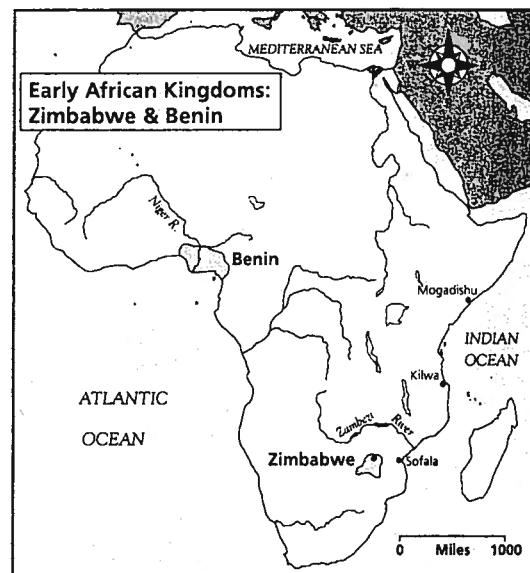 MEDITERRANEAN SEA
Early African Kingdoms:
Zimbabwe & Benin
Niger R.
Benin
Mogadishu
INDIAN
OCEAN
Kilwa
ATLANTIC
OCEAN
Zambezi River
Zimbabwe
Sofala
0 Miles 1000